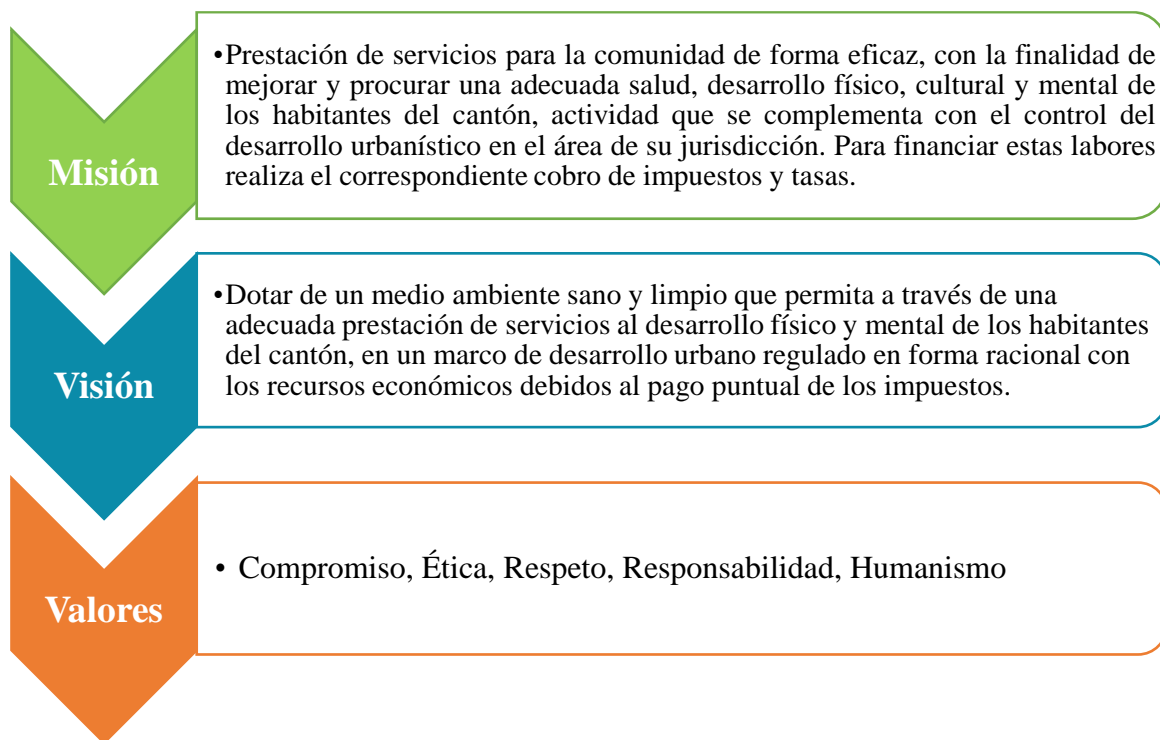 Misión
•Prestación de servicios para la comunidad de forma eficaz, con la finalidad de
mejorar y procurar una adecuada salud, desarrollo físico, cultural y mental de
los habitantes del cantón, actividad que se complementa con el control del
desarrollo urbanístico en el área de su jurisdicción. Para financiar estas labores
realiza el correspondiente cobro de impuestos y tasas.
Visión
•Dotar de un medio ambiente sano y limpio que permita a través de una
adecuada prestación de servicios al desarrollo físico y mental de los habitantes
del cantón, en un marco de desarrollo urbano regulado en forma racional con
los recursos económicos debidos al pago puntual de los impuestos.
Valores
• Compromiso, Ética, Respeto, Responsabilidad, Humanismo